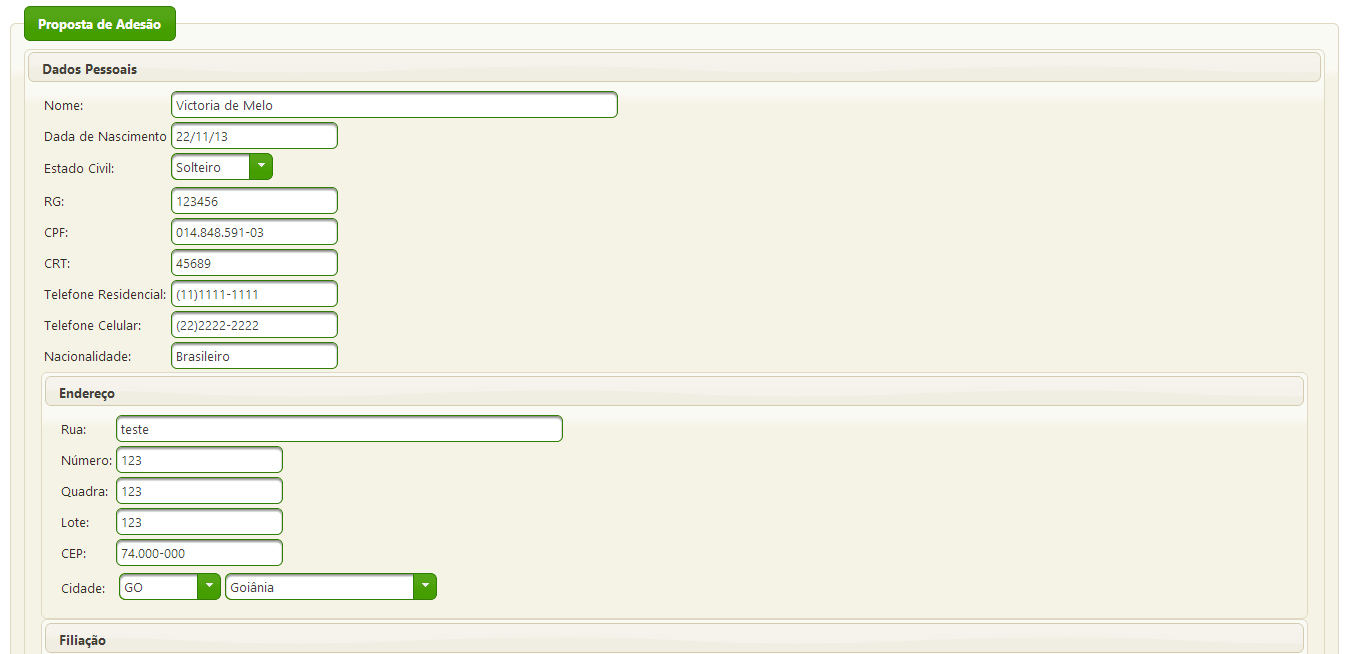 Proposta de Adesão
Dados Pessoais
Nome: Victoria de Melo
Dada de Nascimento 22/11/13
Estado Civil: Solteiro
RG: 123456
CPF: 014.848.591-03
CRT: 45689
Telefone Residencial: (11)1111-1111
Telefone Celular: (22)2222-2222
Nacionalidade: Brasileiro
Endereço
Rua: teste
Número: 123
Quadra: 123
Lote: 123
CEP: 74.000-000
Cidade: GO Goiânia
Filiação